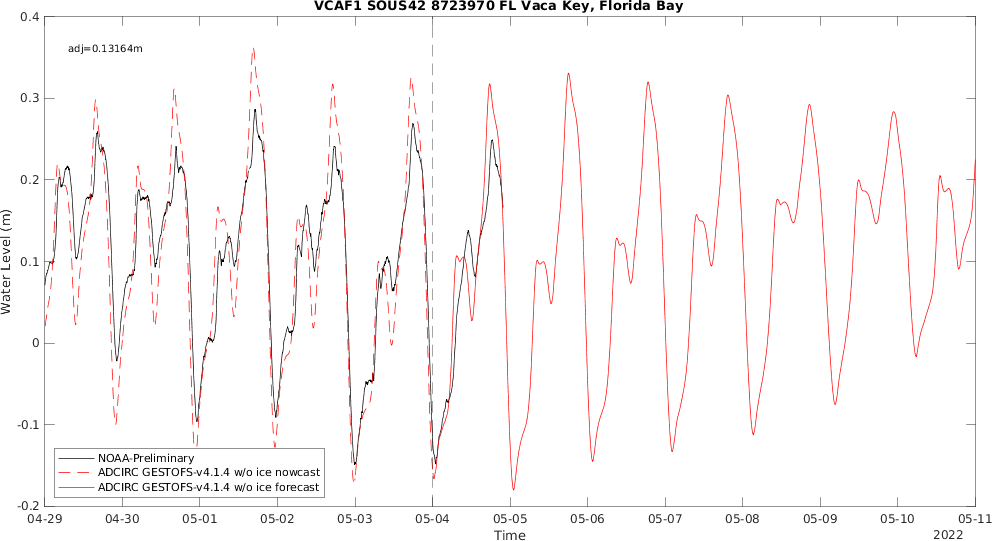 VCAF1 SOUS42 8723970 FL Vaca Key, Florida Bay
adj=0.13164m
0.4
0.3
0.2
0.1
0
-0.1
-0.2
Water Level (m)
NOAA-Preliminary
ADCIRC GESTOFS-v4.1.4 w/o ice nowcast
ADCIRC GESTOFS-v4.1.4 w/o ice forecast
04-29 04-30 05-01 05-02 05-03 05-04 05-05 05-06 05-07 05-08 05-09 05-10 05-11
Time
2022